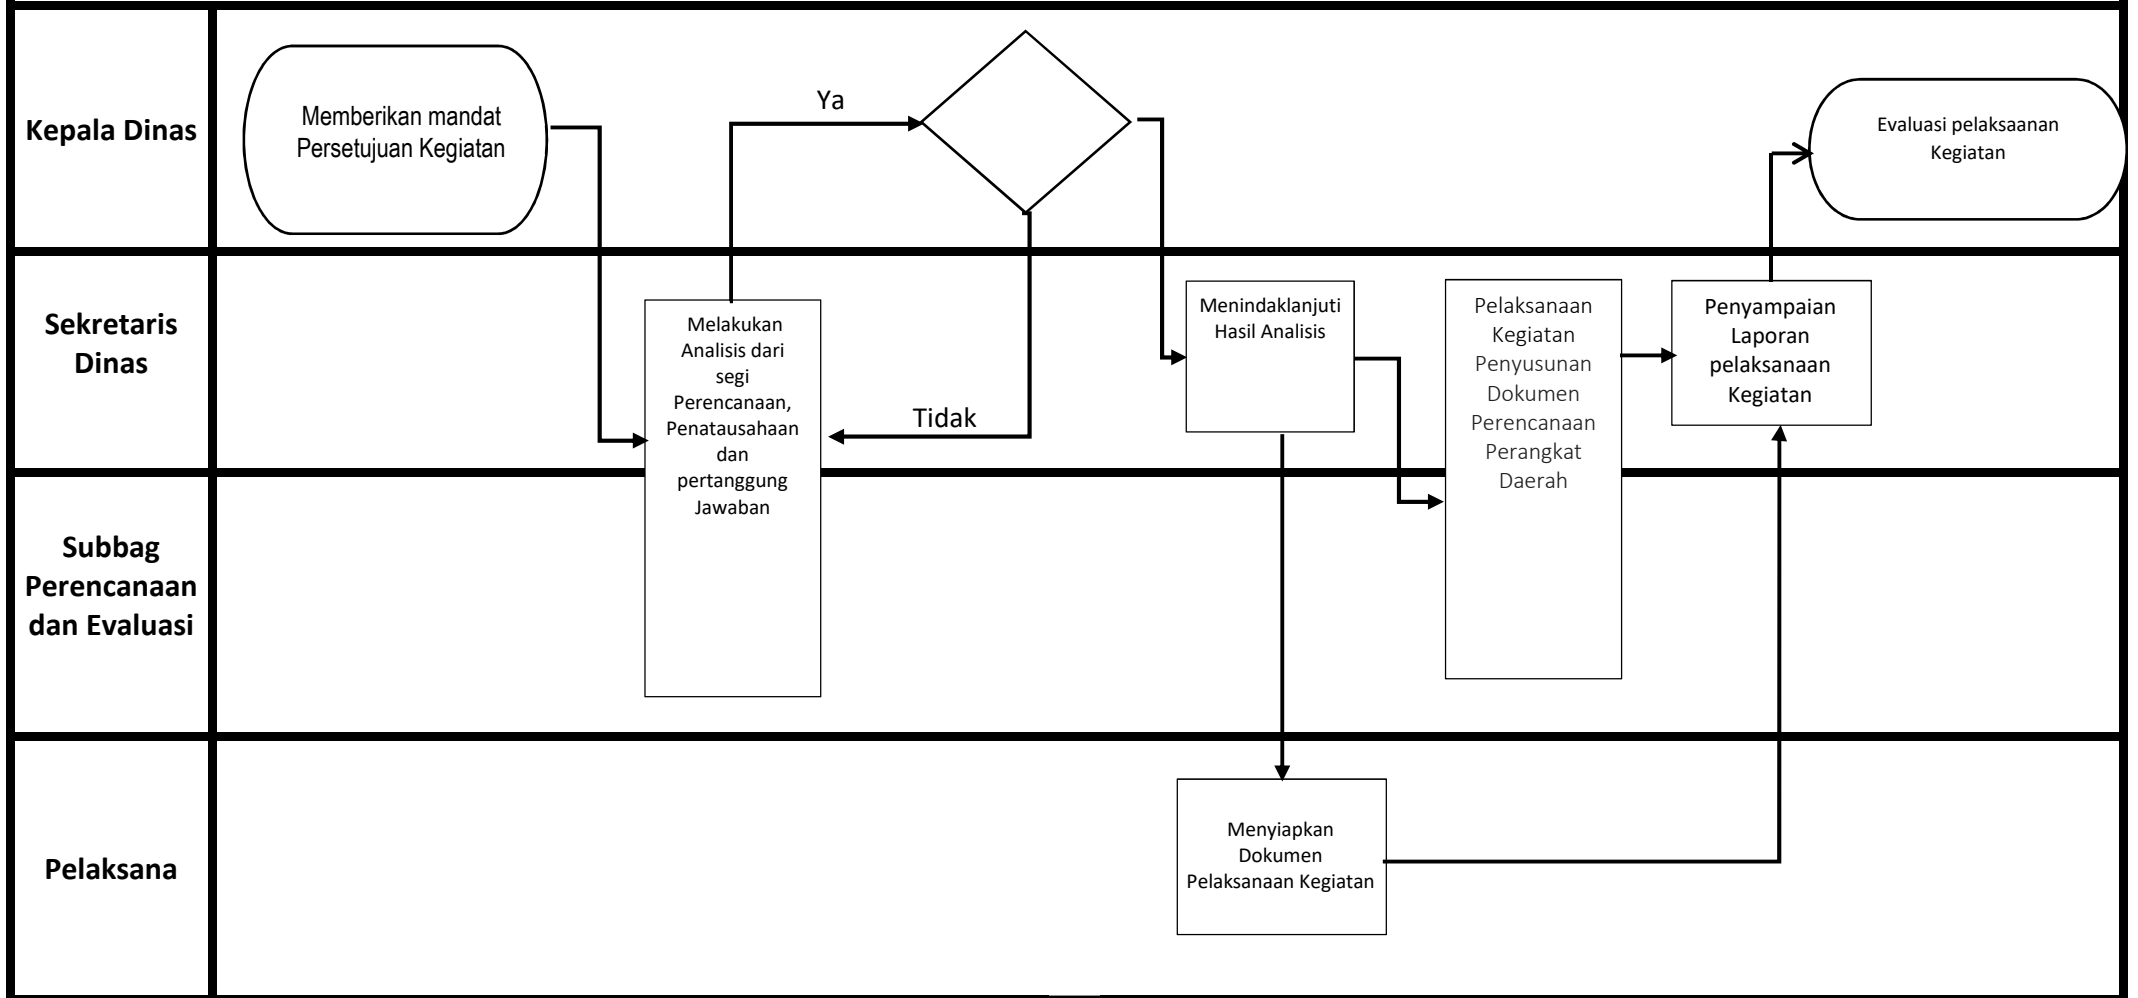 Kepala Dinas
Memberikan mandat
Persetujuan Kegiatan
Ya
Evaluasi pelaksaanan
Kegiatan
Sekretaris
Dinas
Melakukan
Analisis dari
segi
Perencanaan,
Penatausahaan
dan
pertanggung
Jawaban
Tidak
Menindaklanjuti
Hasil Analisis
Pelaksanaan
Kegiatan
Penyusunan
Dokumen
Perencanaan
Perangkat
Daerah
Penyampaian
Laporan
pelaksanaan
Kegiatan
Subbag
Perencanaan
dan Evaluasi
Pelaksana
Menyiapkan
Dokumen
Pelaksanaan Kegiatan